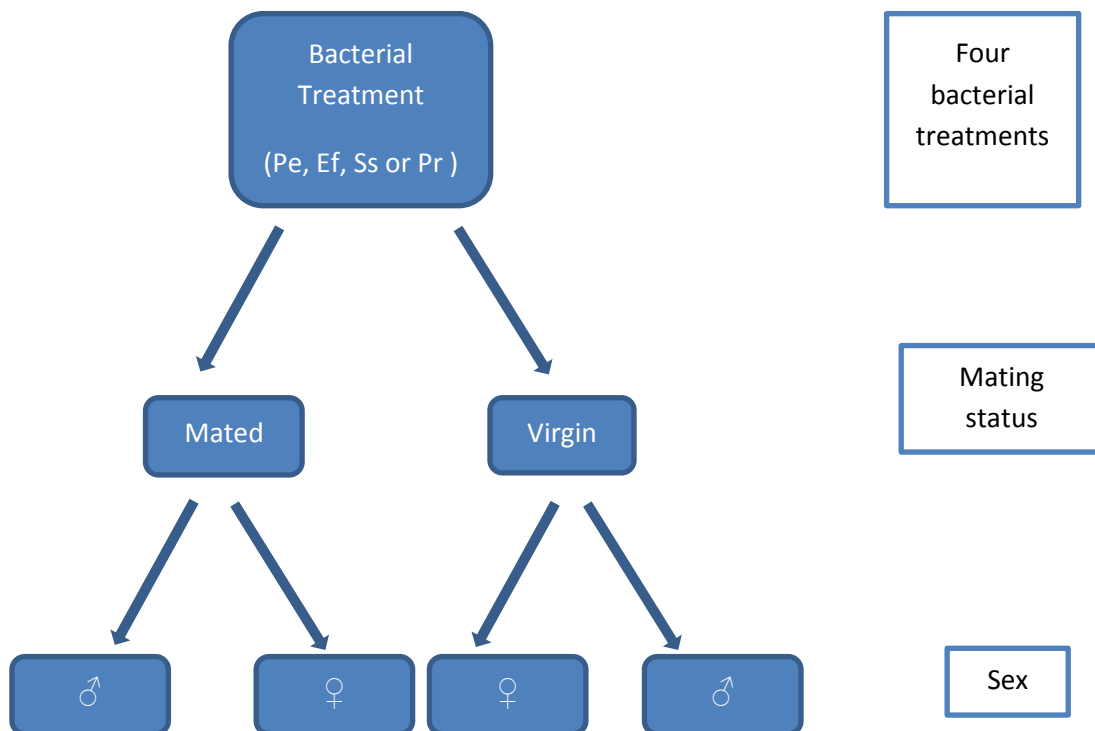 Bacterial
Treatment
(Pe, Ef, Ss or Pr )
Four
bacterial
treatments
Mated
Virgin
Mating
status
♂
♀
♀
♂
Sex